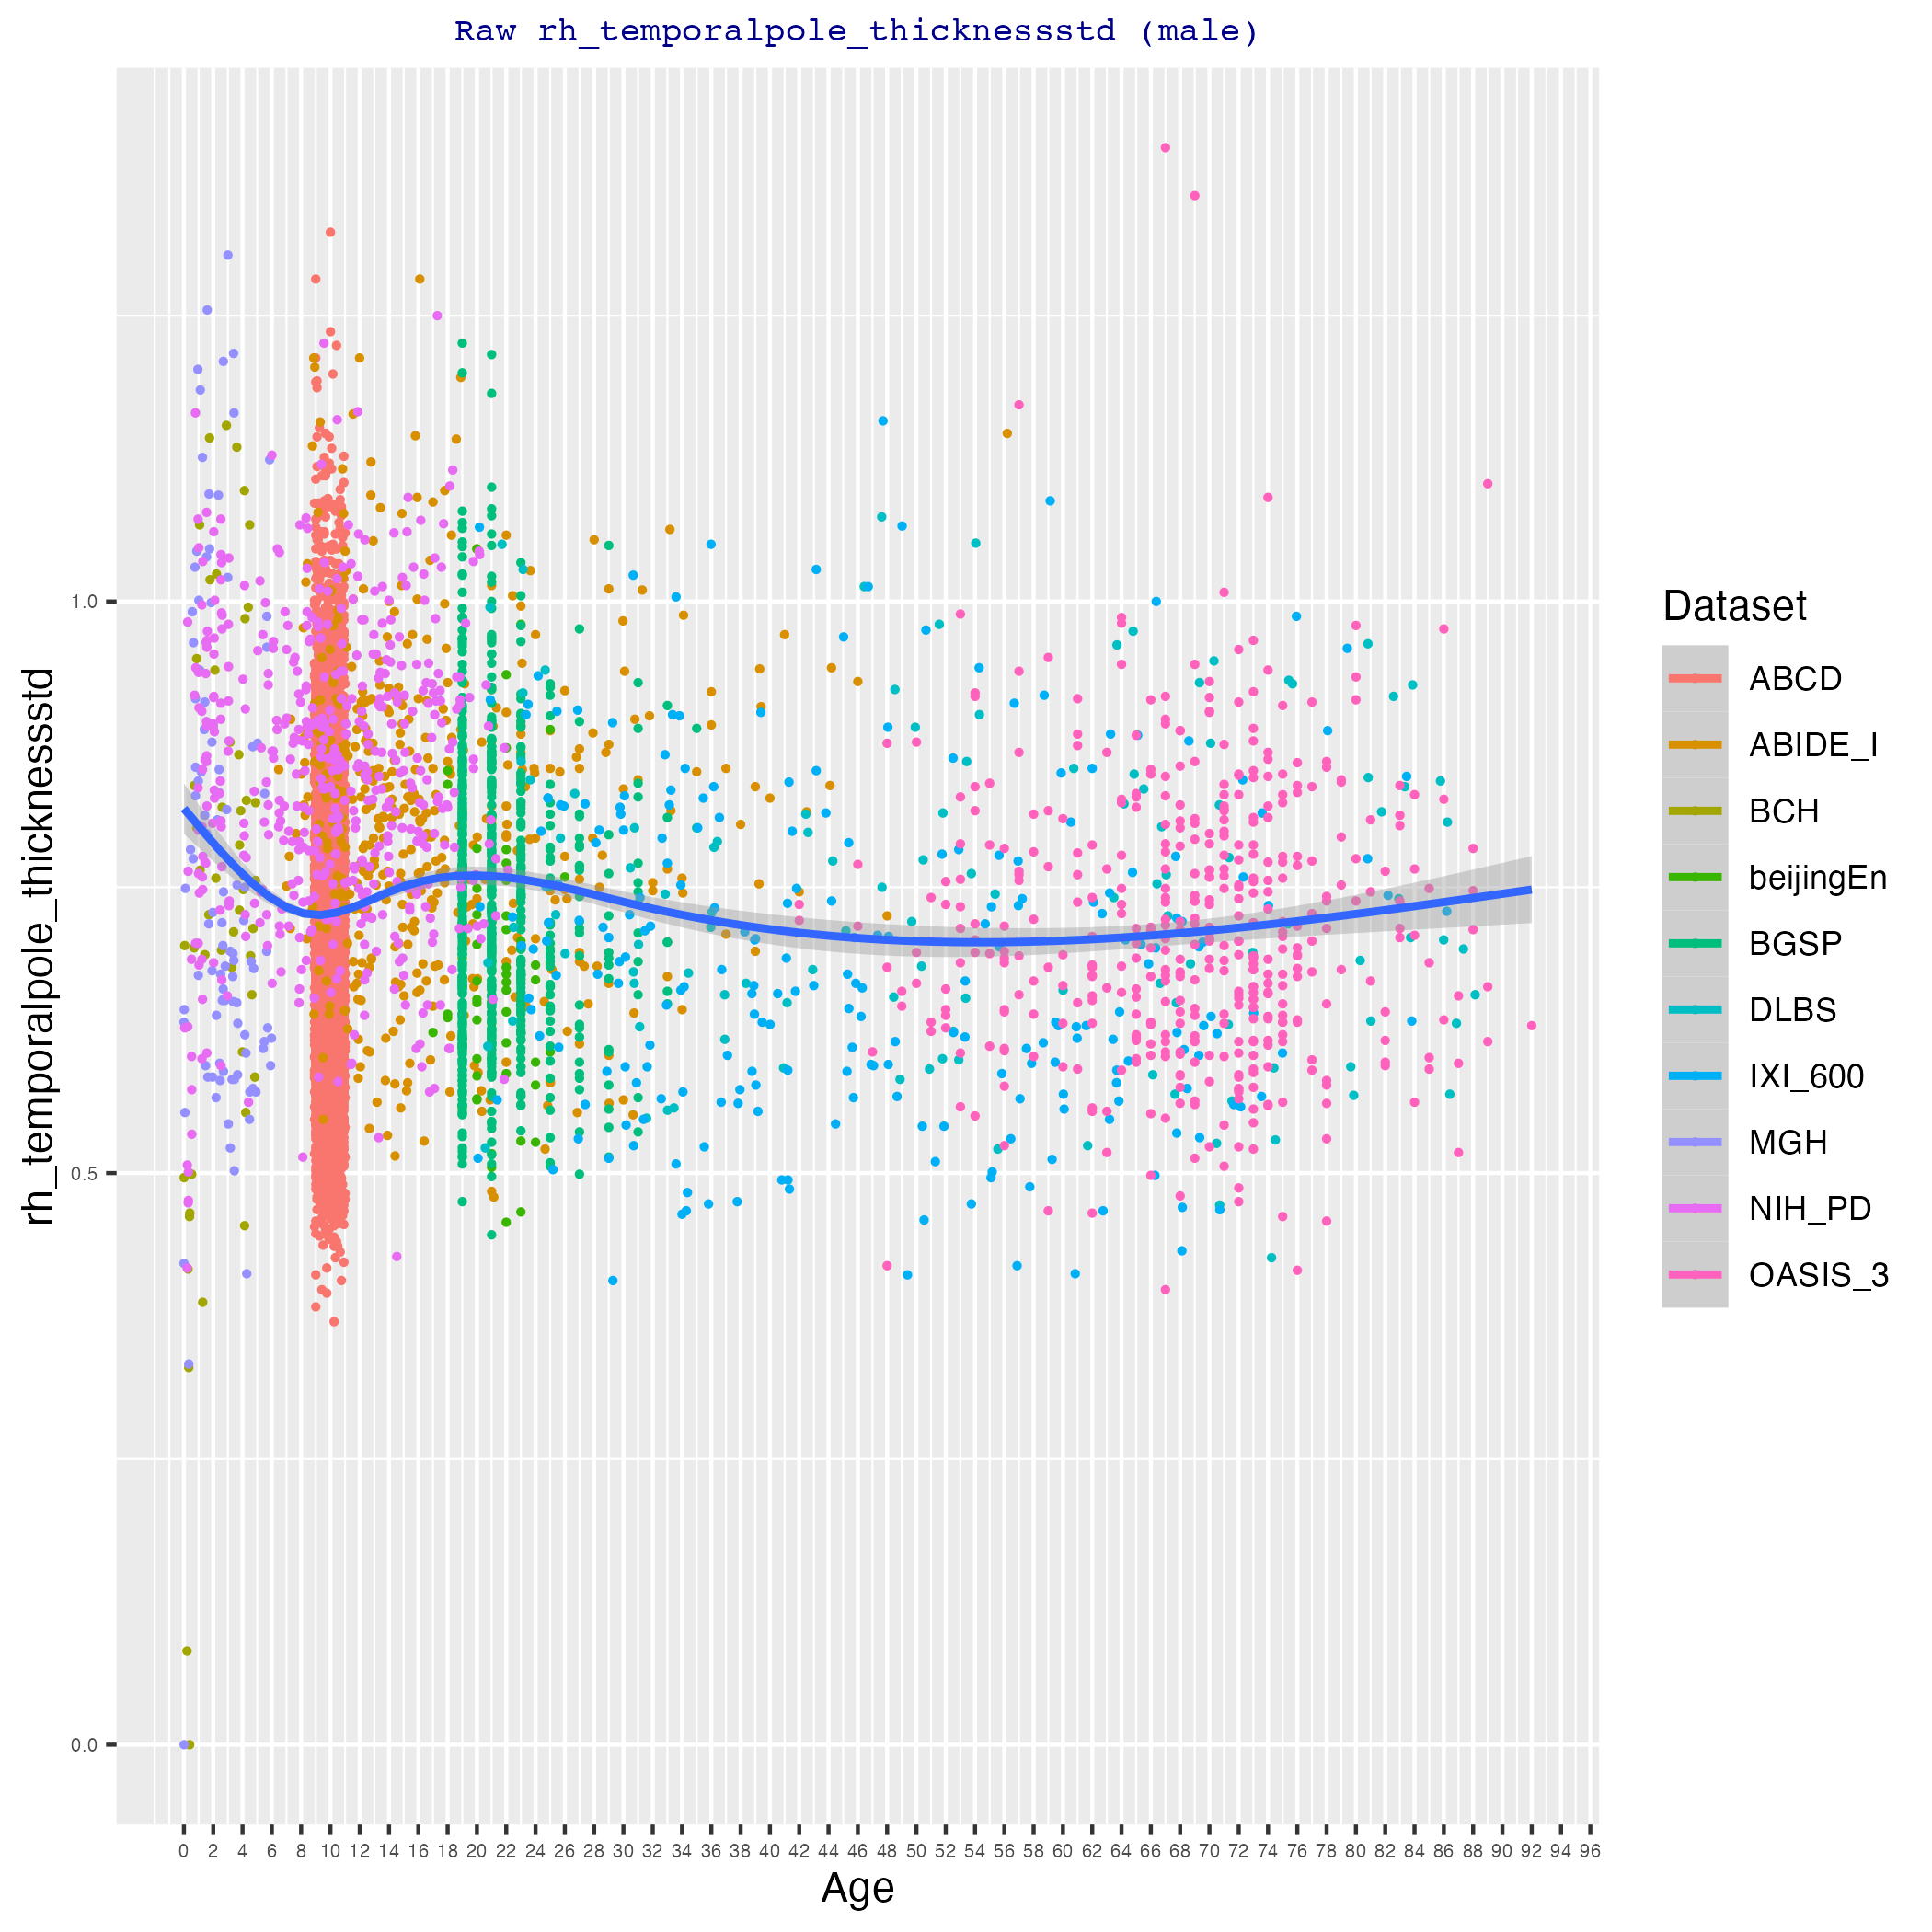 Raw rh_temporalpole_thicknessstd (male)
rh_temporalpole_thicknessstd
1.0
0.5
0.0
0 2 4 6 8 10 12 14 16 18 20 22 24 26 28 30 32 34 36 38 40 42 44 46 48 50 52 54 56 58 60 62 64 66 68 70 72 74 76 78 80 82 84 86 88 90 92 94 96
Age
Dataset
ABCD
ABIDE_I
BCH
beijingEn
BGSP
DLBS
IXI_600
MGH
NIH_PD
OASIS_3